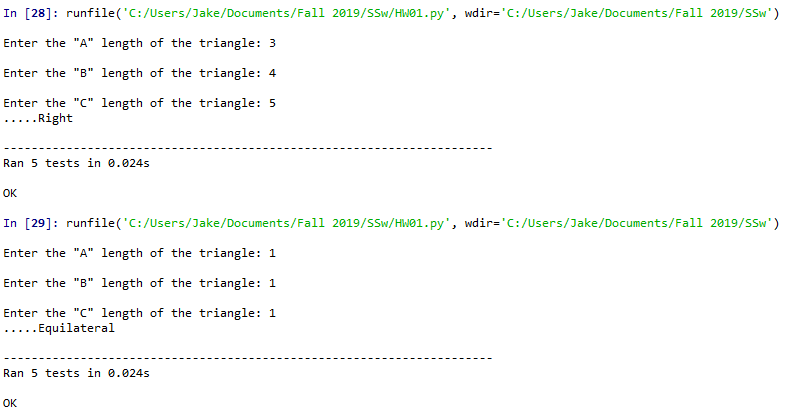 In [28]: runfile('C:/Users/Jake/Documents/Fall 2019/SSw/HW01.py', wdir='C:/Users/Jake/Documents/Fall 2019/SSw')
Enter the "A" length of the triangle: 3
Enter the "B" length of the triangle: 4
Enter the "C" length of the triangle: 5
.....Right
----------------------------------------------------------------------
Ran 5 tests in 0.024s
OK
In [29]: runfile('C:/Users/Jake/Documents/Fall 2019/SSw/HW01.py', wdir='C:/Users/Jake/Documents/Fall 2019/SSw')
Enter the "A" length of the triangle: 1
Enter the "B" length of the triangle: 1
Enter the "C" length of the triangle: 1
.....Equilateral
----------------------------------------------------------------------
Ran 5 tests in 0.024s
OK